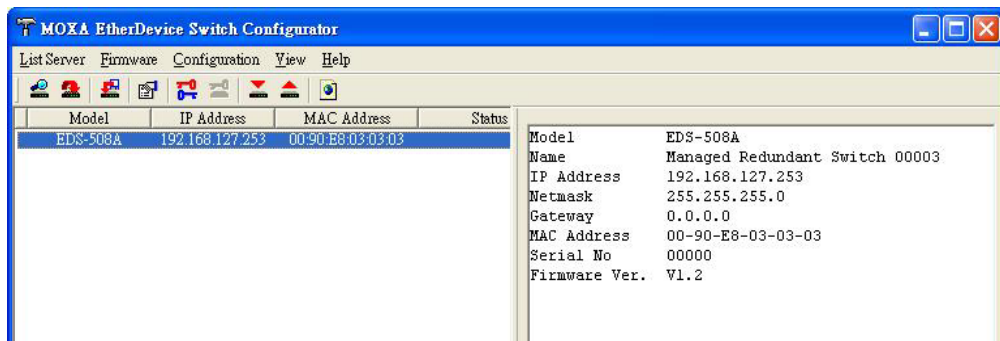 MOXA EtherDevice Switch Configurator
List Server Firmware Configuration View Help
Model IP Address MAC Address Status
EDS-508A 192.168.127.253 00:90:E8:03:03:03
Model EDS-508A
Name Managed Redundant Switch 00003
IP Address 192.168.127.253
Netmask 255.255.255.0
Gateway 0.0.0.0
MAC Address 00-90-E8-03-03-03
Serial No 00000
Firmware Ver. V1.2